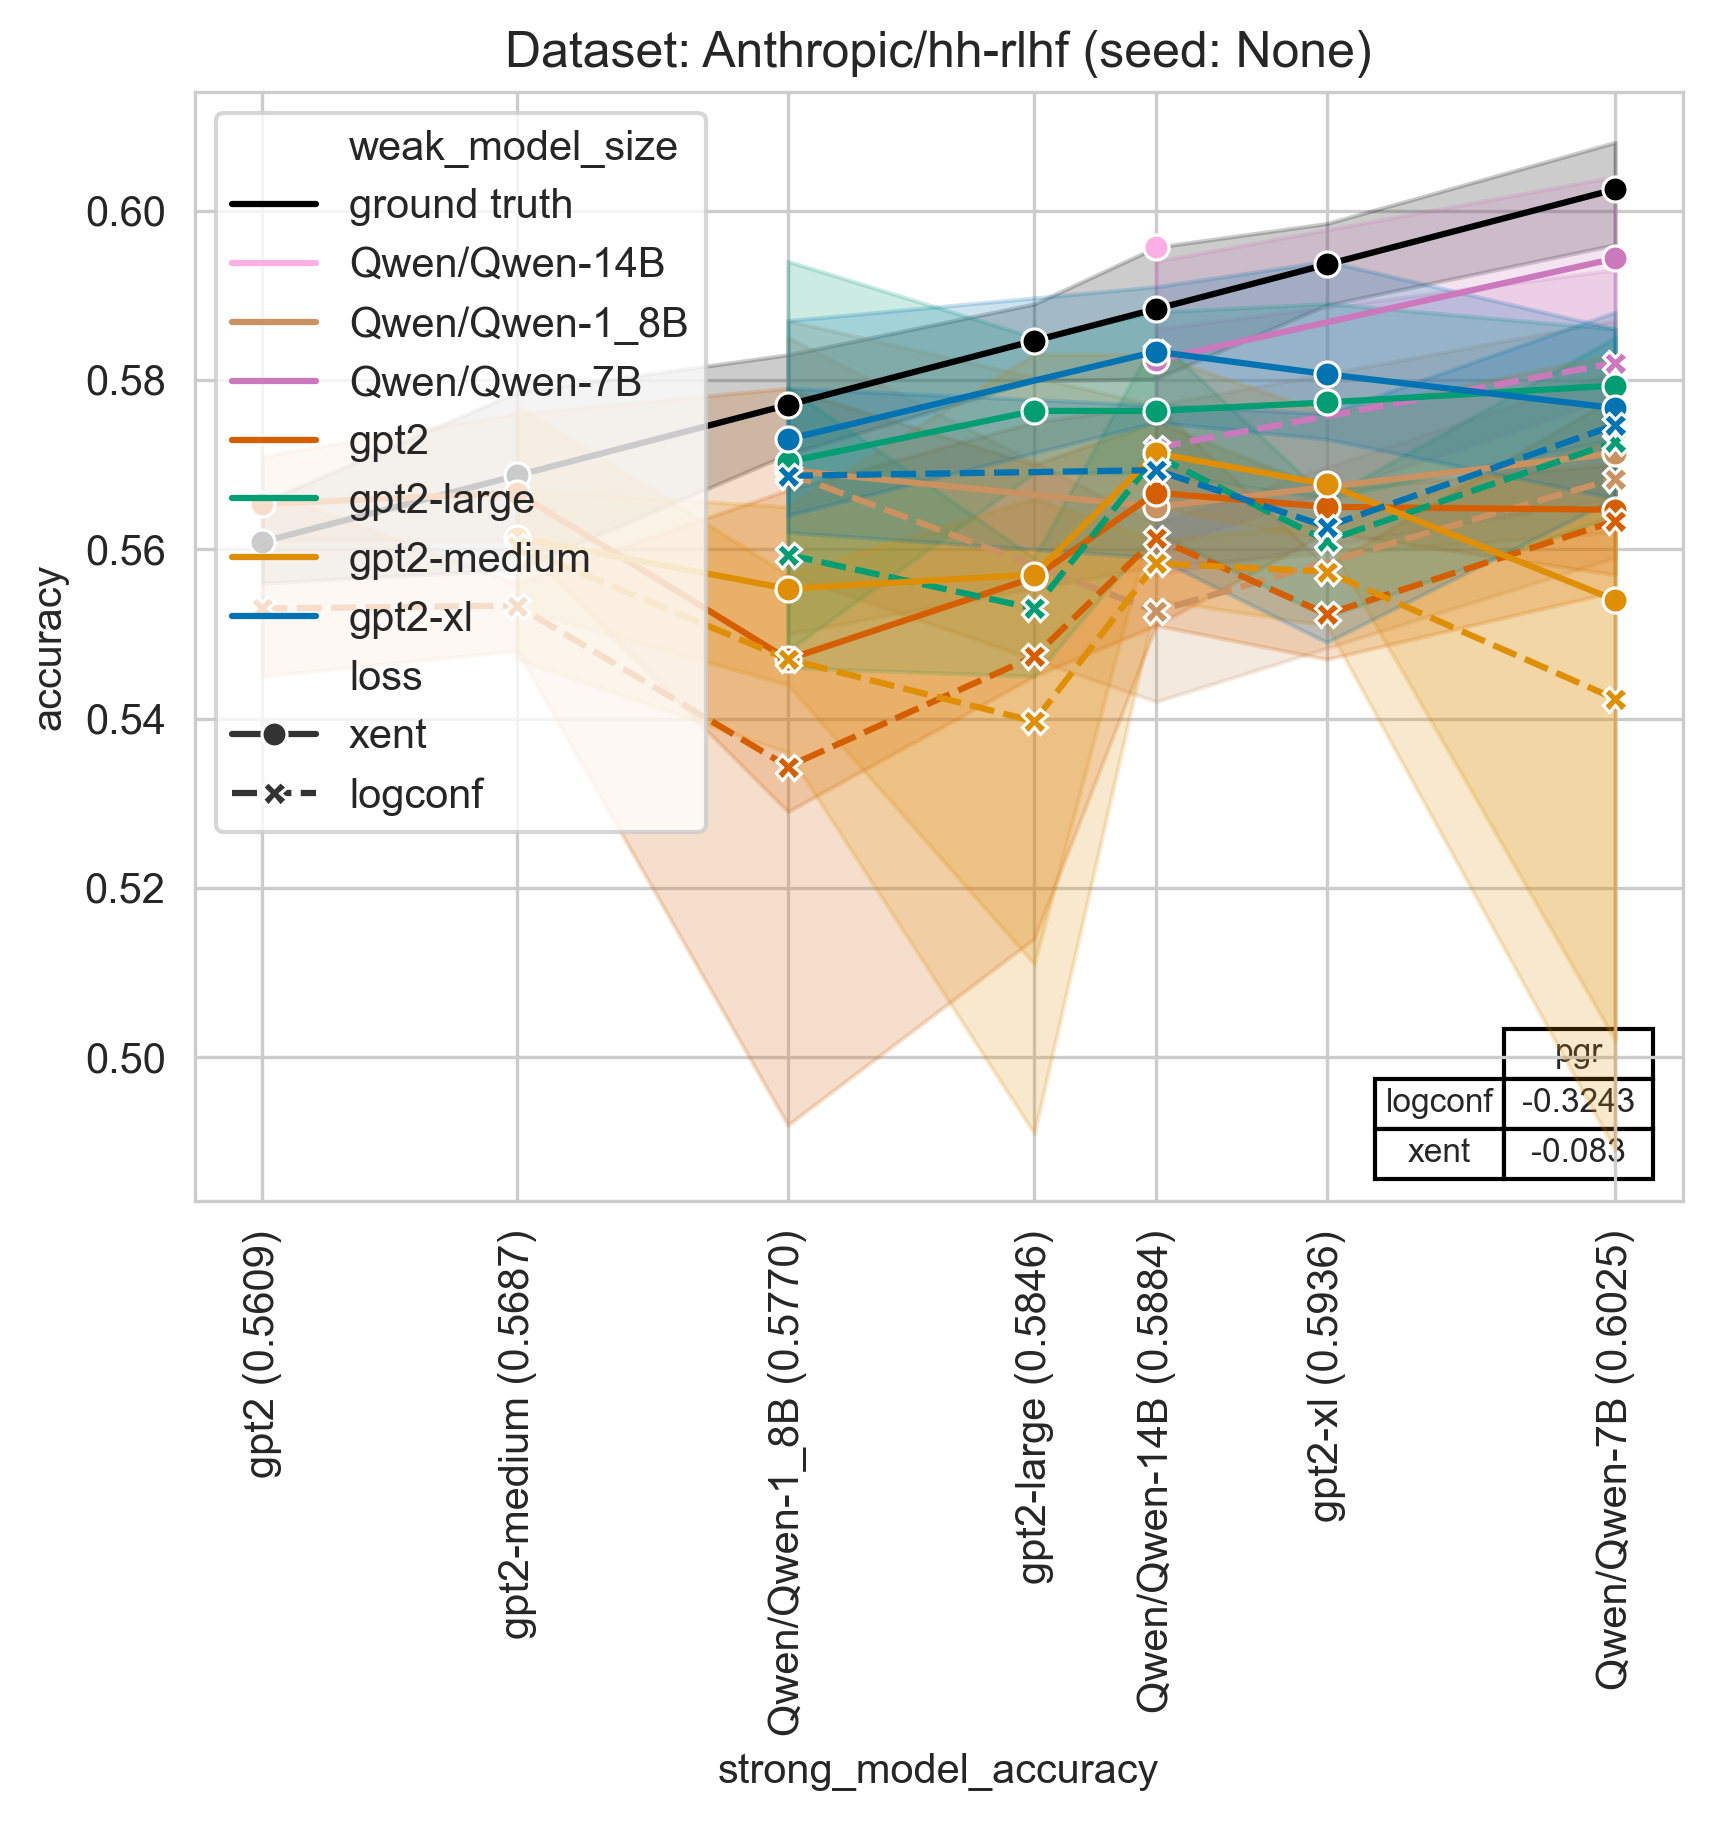 Dataset: Anthropic/hh-rlhf (seed: None)
weak_model_size
ground truth
Qwen/Qwen-14B
Qwen/Qwen-1_8B
Qwen/Qwen-7B
gpt2
gpt2-large
gpt2-medium
gpt2-xl
loss
xent
logconf
accuracy
0.60
0.58
0.56
0.54
0.52
0.50
pgr
logconf -0.3243
xent -0.083
gpt2 (0.5609)
gpt2-medium (0.5687)
Qwen/Qwen-1_8B (0.5770)
gpt2-large (0.5846)
Qwen/Qwen-14B (0.5884)
gpt2-xl (0.5936)
Qwen/Qwen-7B (0.6025)
strong_model_accuracy